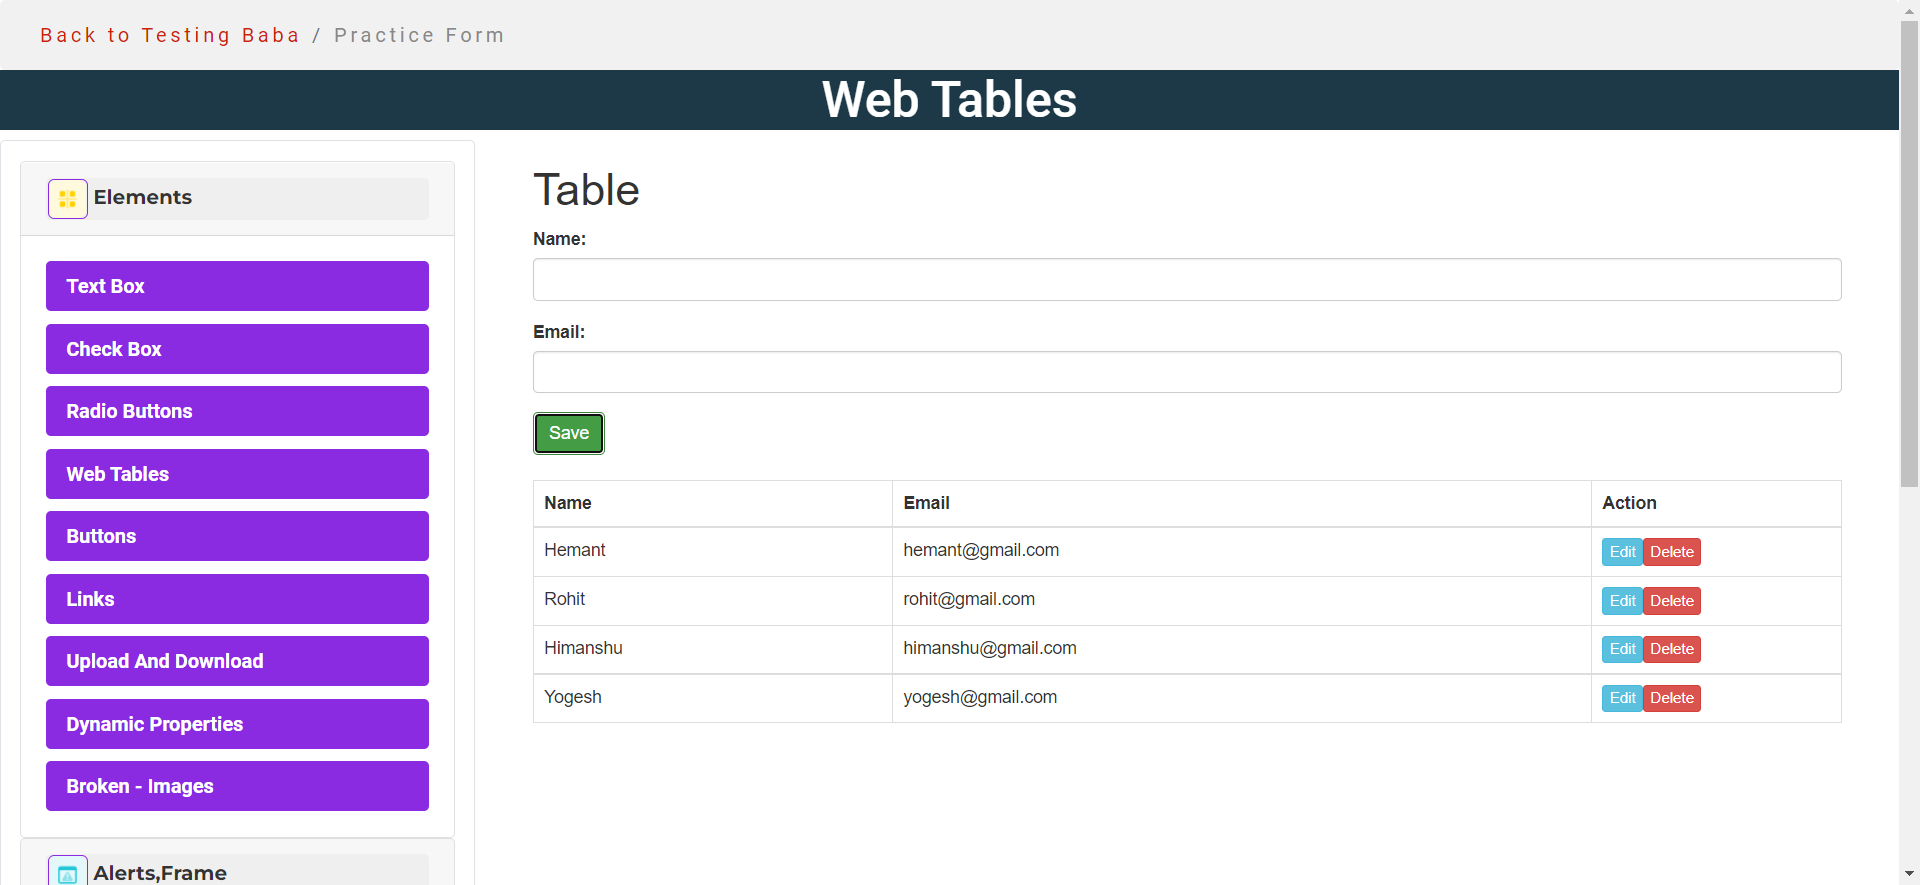 Back to Testing Baba / Practice Form
Web Tables
Elements
Text Box
Check Box
Radio Buttons
Web Tables
Buttons
Links
Upload And Download
Dynamic Properties
Broken - Images
Alerts,Frame
Table
Name:
Email:
Save
Name Email Action
Hemant hemant@gmail.com Edit Delete
Rohit rohit@gmail.com Edit Delete
Himanshu himanshu@gmail.com Edit Delete
Yogesh yogesh@gmail.com Edit Delete